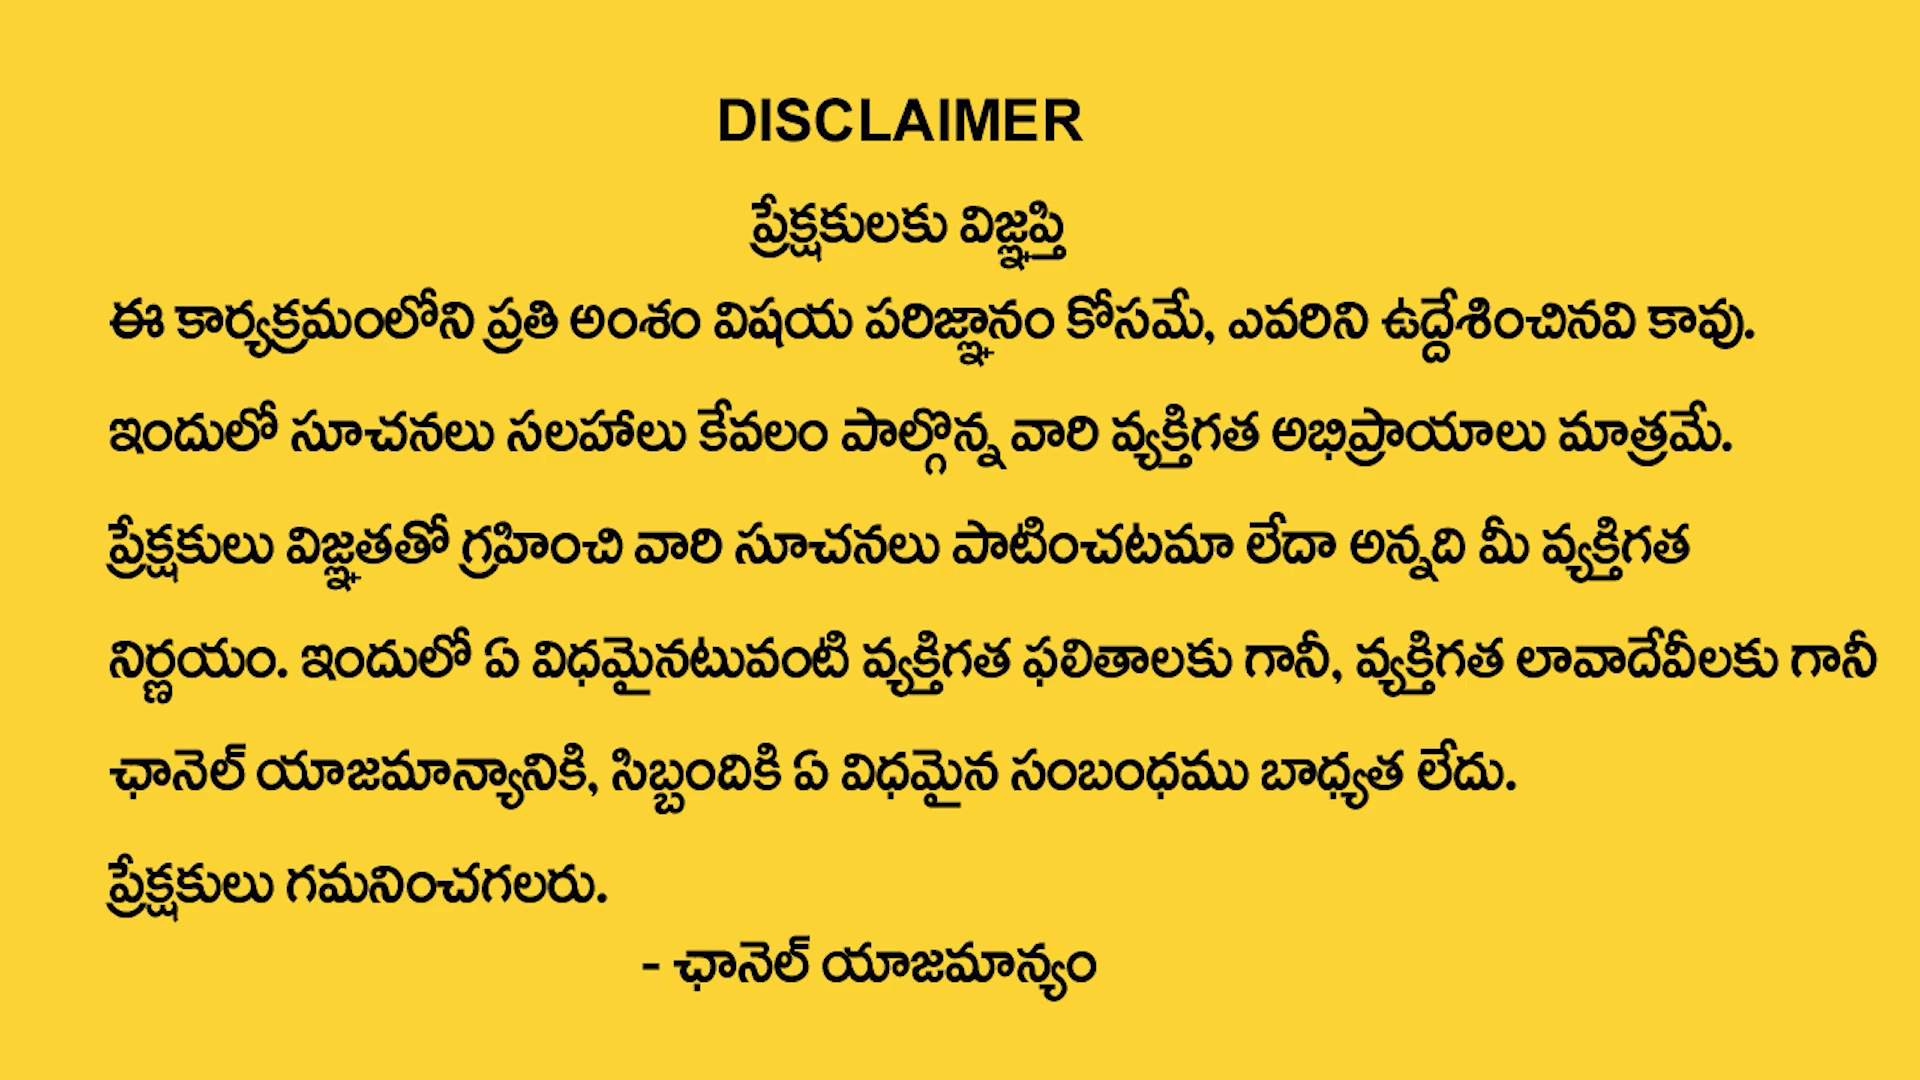 DISCLAIMER
ప్రేక్షకులకు విజ్ఞప్తి
ఈ కార్యక్రమంలోని ప్రతి అంశం విషయ పరిజ్ఞానం కోసమే, ఎవరిని ఉద్దేశించినవి కావు.
ఇందులో సూచనలు సలహాలు కేవలం పాల్గొన్న వారి వ్యక్తిగత అభిప్రాయాలు మాత్రమే.
ప్రేక్షకులు విజ్ఞతతో గ్రహించి వారి సూచనలు పాటించటమా లేదా అన్నది మీ వ్యక్తిగత
నిర్ణయం. ఇందులో ఏ విధమైనటువంటి వ్యక్తిగత ఫలితాలకు గానీ, వ్యక్తిగత లావాదేవీలకు గానీ
ఛానెల్ యాజమాన్యానికి, సిబ్బందికి ఏ విధమైన సంబంధము బాధ్యత లేదు.
ప్రేక్షకులు గమనించగలరు.
- ఛానెల్ యాజమాన్యం